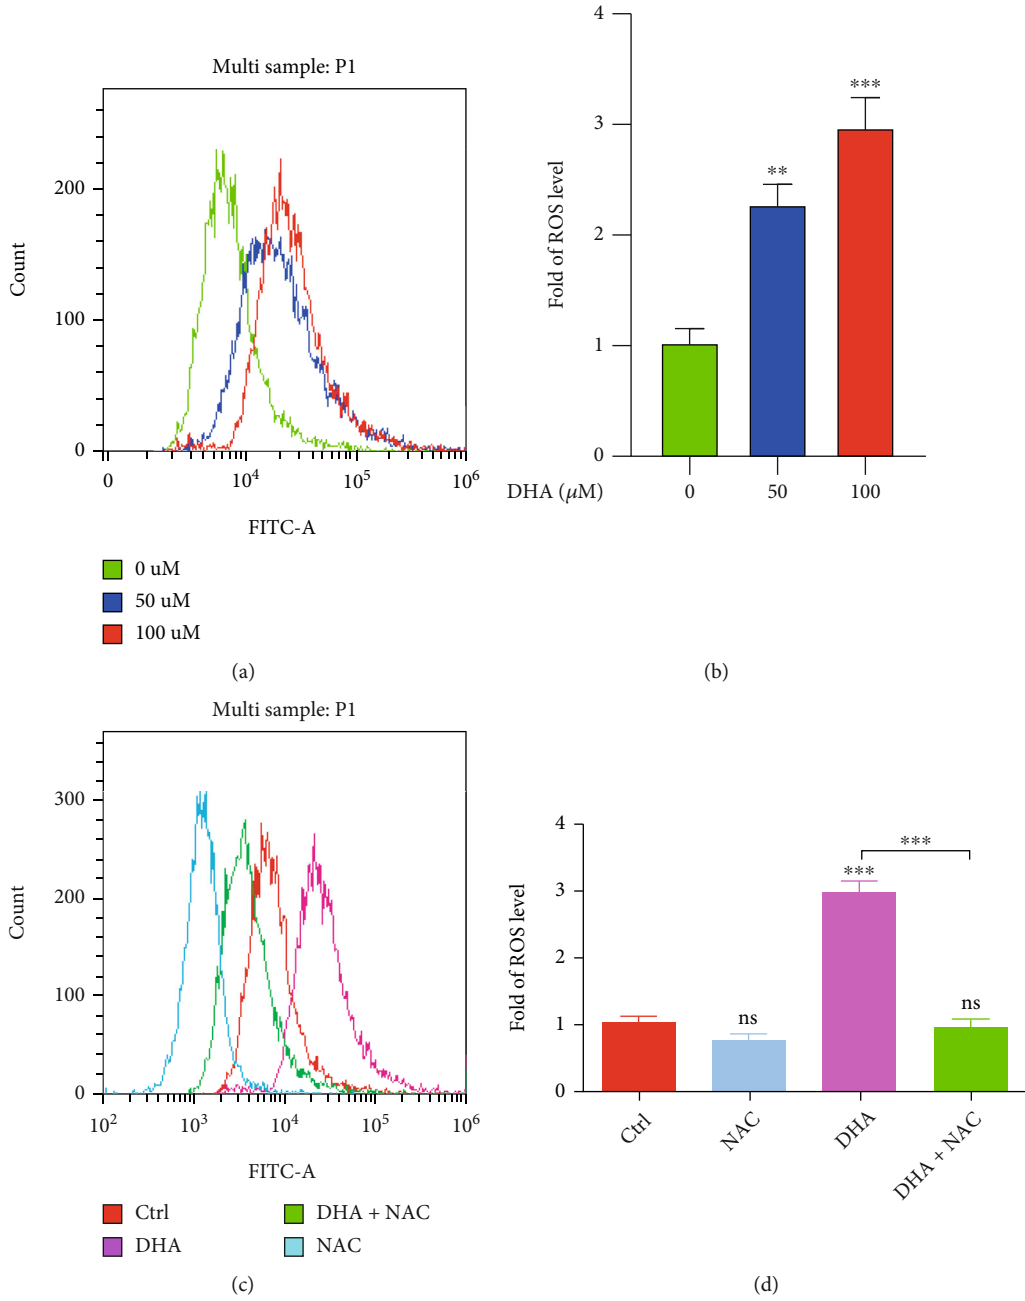 Multi sample: P1
Count
200
100
0
0
10^4
10^5
10^6
FITC-A
0 uM
50 uM
100 uM
(a)
Fold of ROS level
4
3
2
1
0
**
***
DHA (μM)
0
50
100
(b)
Multi sample: P1
Count
300
200
100
0
10^2
10^3
10^4
10^5
10^6
FITC-A
Ctrl
DHA + NAC
DHA
NAC
(c)
Fold of ROS level
4
3
2
1
0
***
***
ns
ns
Ctrl
NAC
DHA
DHA + NAC
(d)